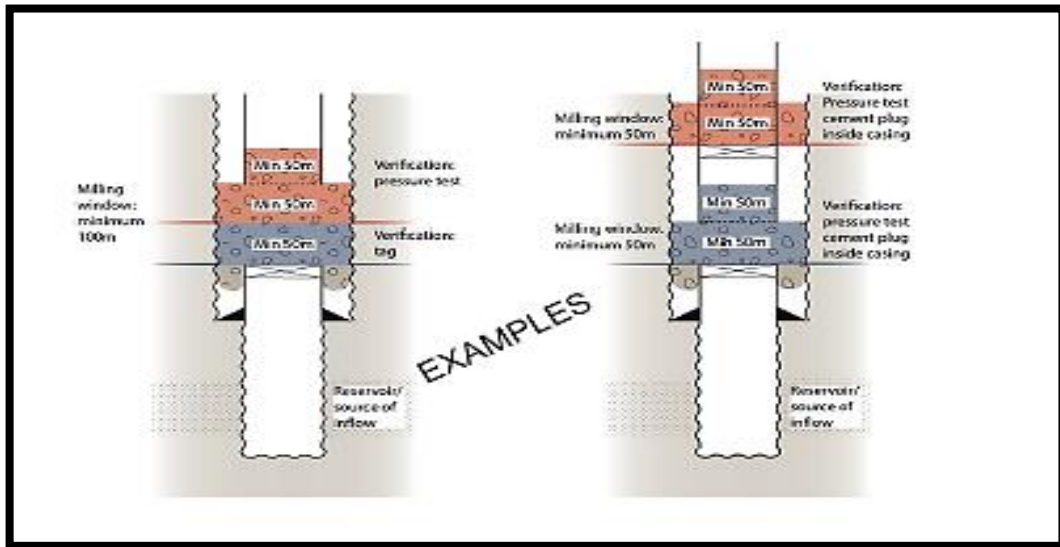 Milling
window:
minimum
100m
Min 50m
Min 50m
Min 50m
Verification:
pressure test
Verification:
tag
Reservoir/
source of
inflow
EXAMPLES
Milling window:
minimum 50m
Milling window:
minimum 50m
Min 50m
Min 50m
Min 50m
Min 50m
Verification:
Pressure test
cement plug
inside casing
Verification:
pressure test
cement plug
inside casing
Reservoir/
source of
inflow